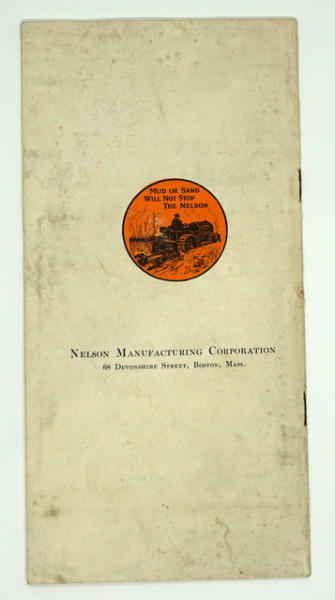 Mud or Sand
Will Not Stop
The Nelson
Nelson Manufacturing Corporation
68 Devonshire Street, Boston, Mass.